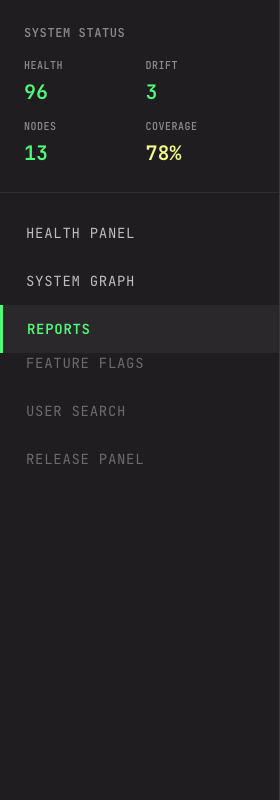 SYSTEM STATUS
HEALTH DRIFT
96 3
NODES COVERAGE
13 78%
HEALTH PANEL
SYSTEM GRAPH
REPORTS
FEATURE FLAGS
USER SEARCH
RELEASE PANEL